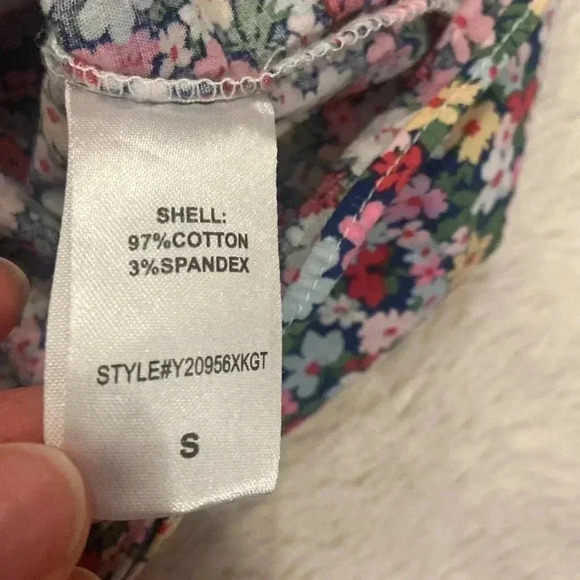 SHELL:
97%COTTON
3%SPANDEX
STYLE#Y20956XKGT
S